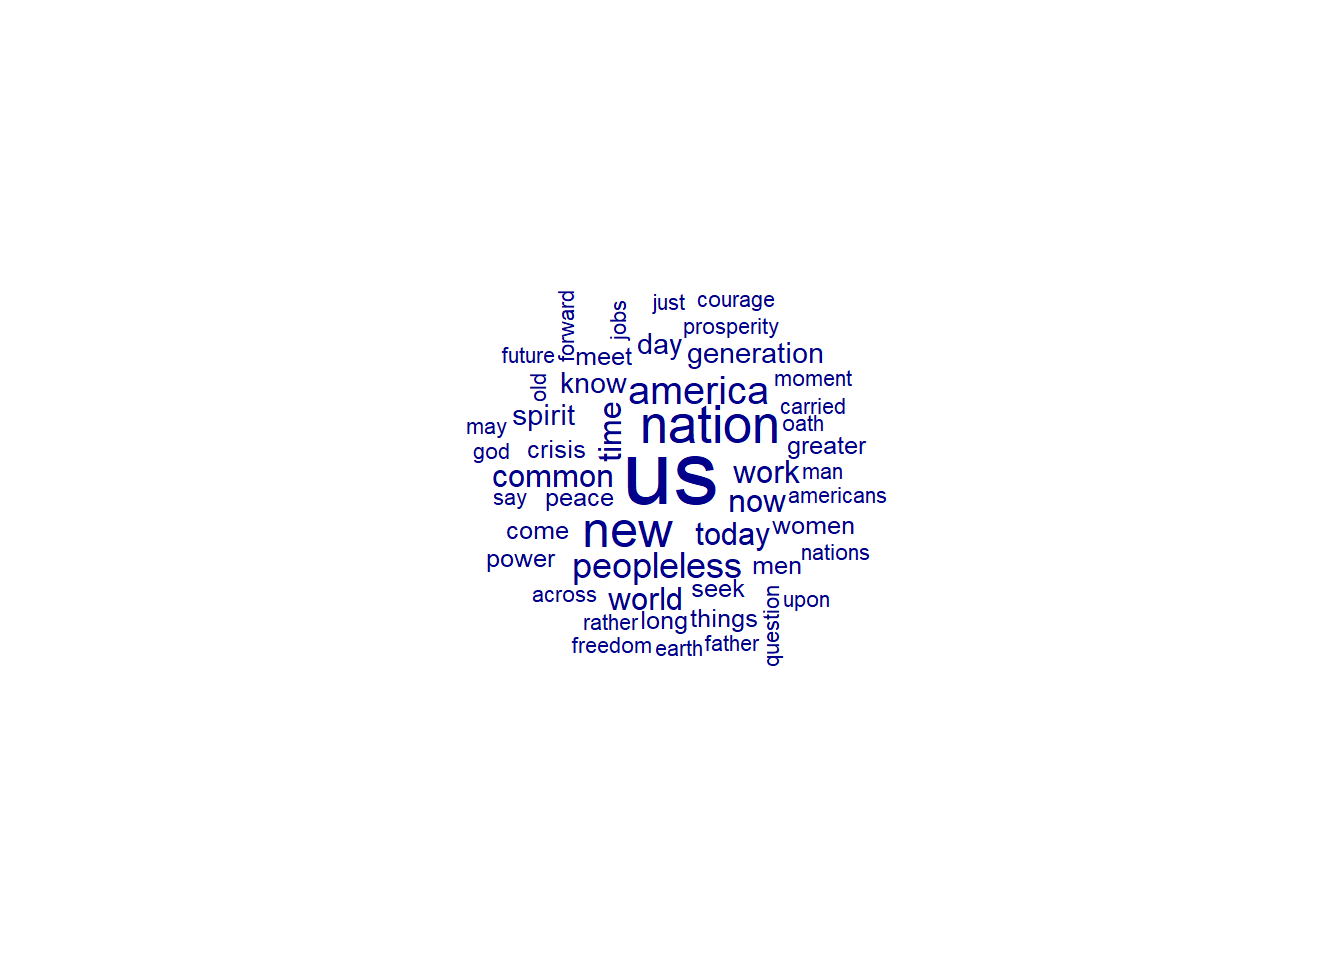 just courage
forward
jobs
prosperity
future meet day generation
old know america moment
may spirit time nation carried
oath
god crisis greater
common us work man
say peace now americans
come new today women
power peopleless men nations
across world seek upon
rather long things
question
freedom earth father